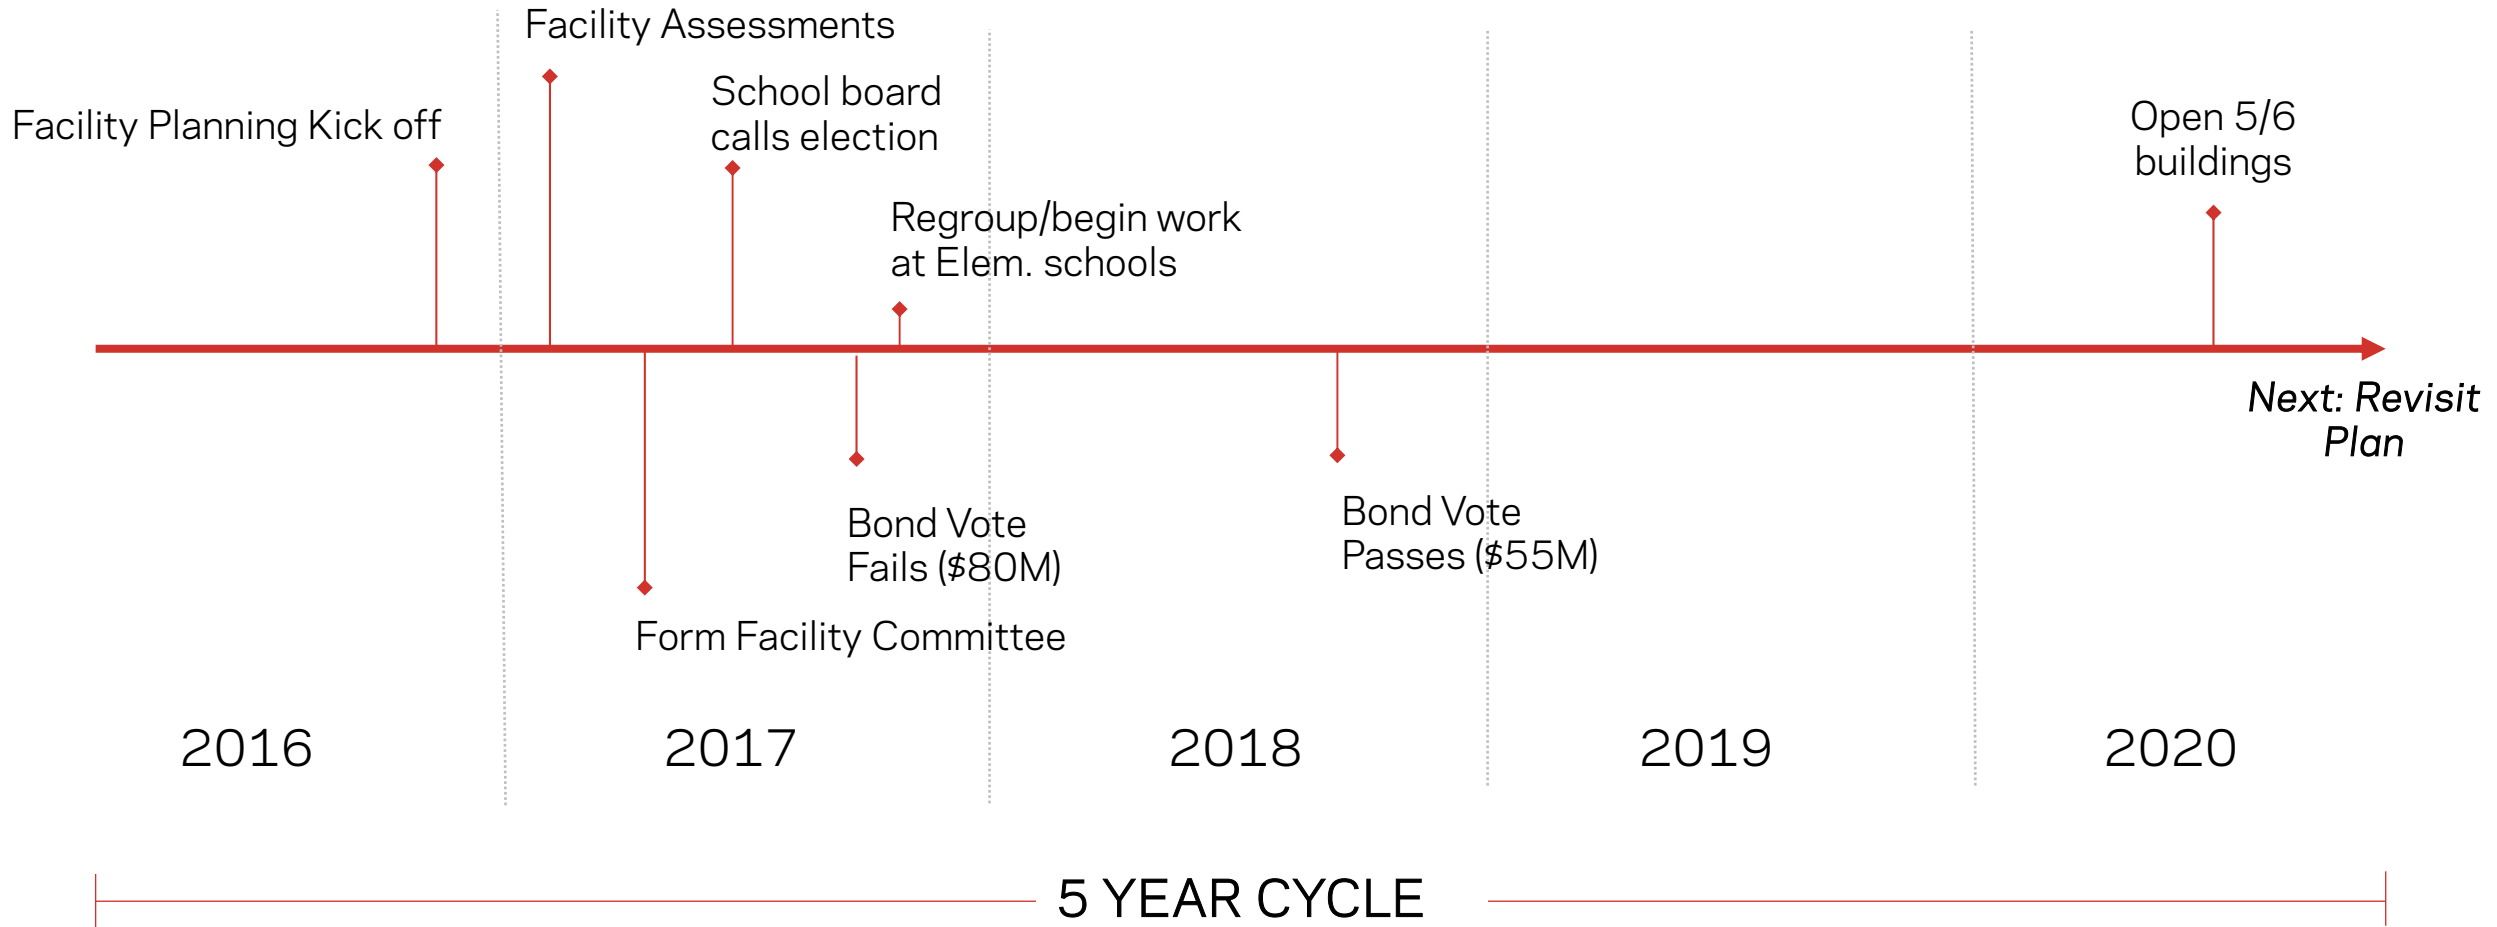 Facility Assessments
Facility Planning Kick off
School board
calls election
Regroup/begin work
at Elem. schools
Open 5/6
buildings
Next: Revisit
Plan
Bond Vote
Fails ($80M)
Bond Vote
Passes ($55M)
Form Facility Committee
2016
2017
2018
2019
2020
5 YEAR CYCLE